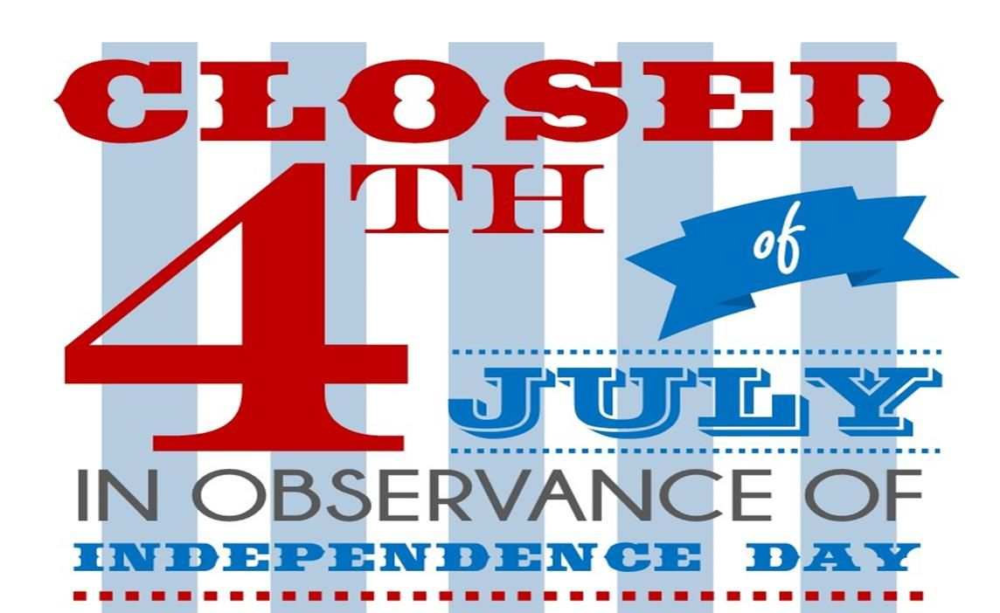 CLOSED
4TH
of
JULY
IN OBSERVANCE OF
INDEPENDENCE DAY